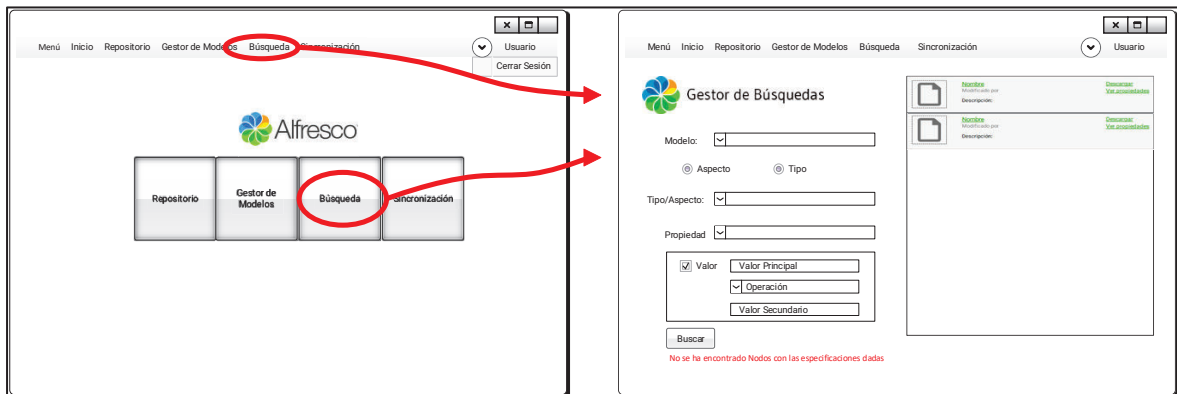 Menú Inicio Repositorio Gestor de Modelos Búsqueda Sincronización Usuario
Cerrar Sesión
Alfresco
Repositorio
Gestor de
Modelos
Búsqueda
Sincronización
Menú Inicio Repositorio Gestor de Modelos Búsqueda Sincronización Usuario
Gestor de Búsquedas
Modelo:
Aspecto Tipo
Tipo/Aspecto:
Propiedad
Valor Valor Principal
Operación
Valor Secundario
Buscar
No se ha encontrado Nodos con las especificaciones dadas
Nombre Descargar
Modificado por Ver propiedades
Descripción:
Nombre Descargar
Modificado por Ver propiedades
Descripción: